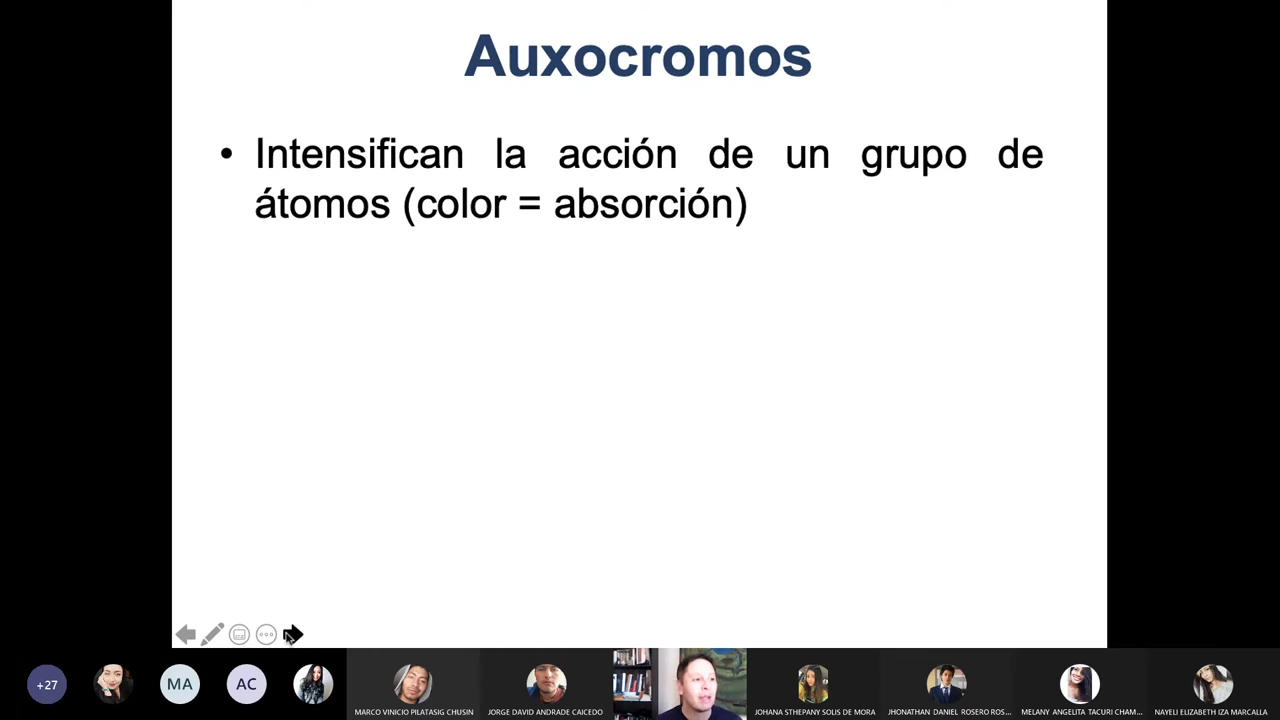 Auxocromos
• Intensifican la acción de un grupo de
átomos (color = absorción)
+27
MA
AC
MARCO VINICIO PILATASIG CHUSIN
JORGE DAVID ANDRADE CAICEDO
JOHANA STHEPANY SOLIS DE MORA
JHONATHAN DANIEL ROSERO ROS...
MELANY ANGELITA TACURI CHAM...
NAYELI ELIZABETH IZA MARCALLA